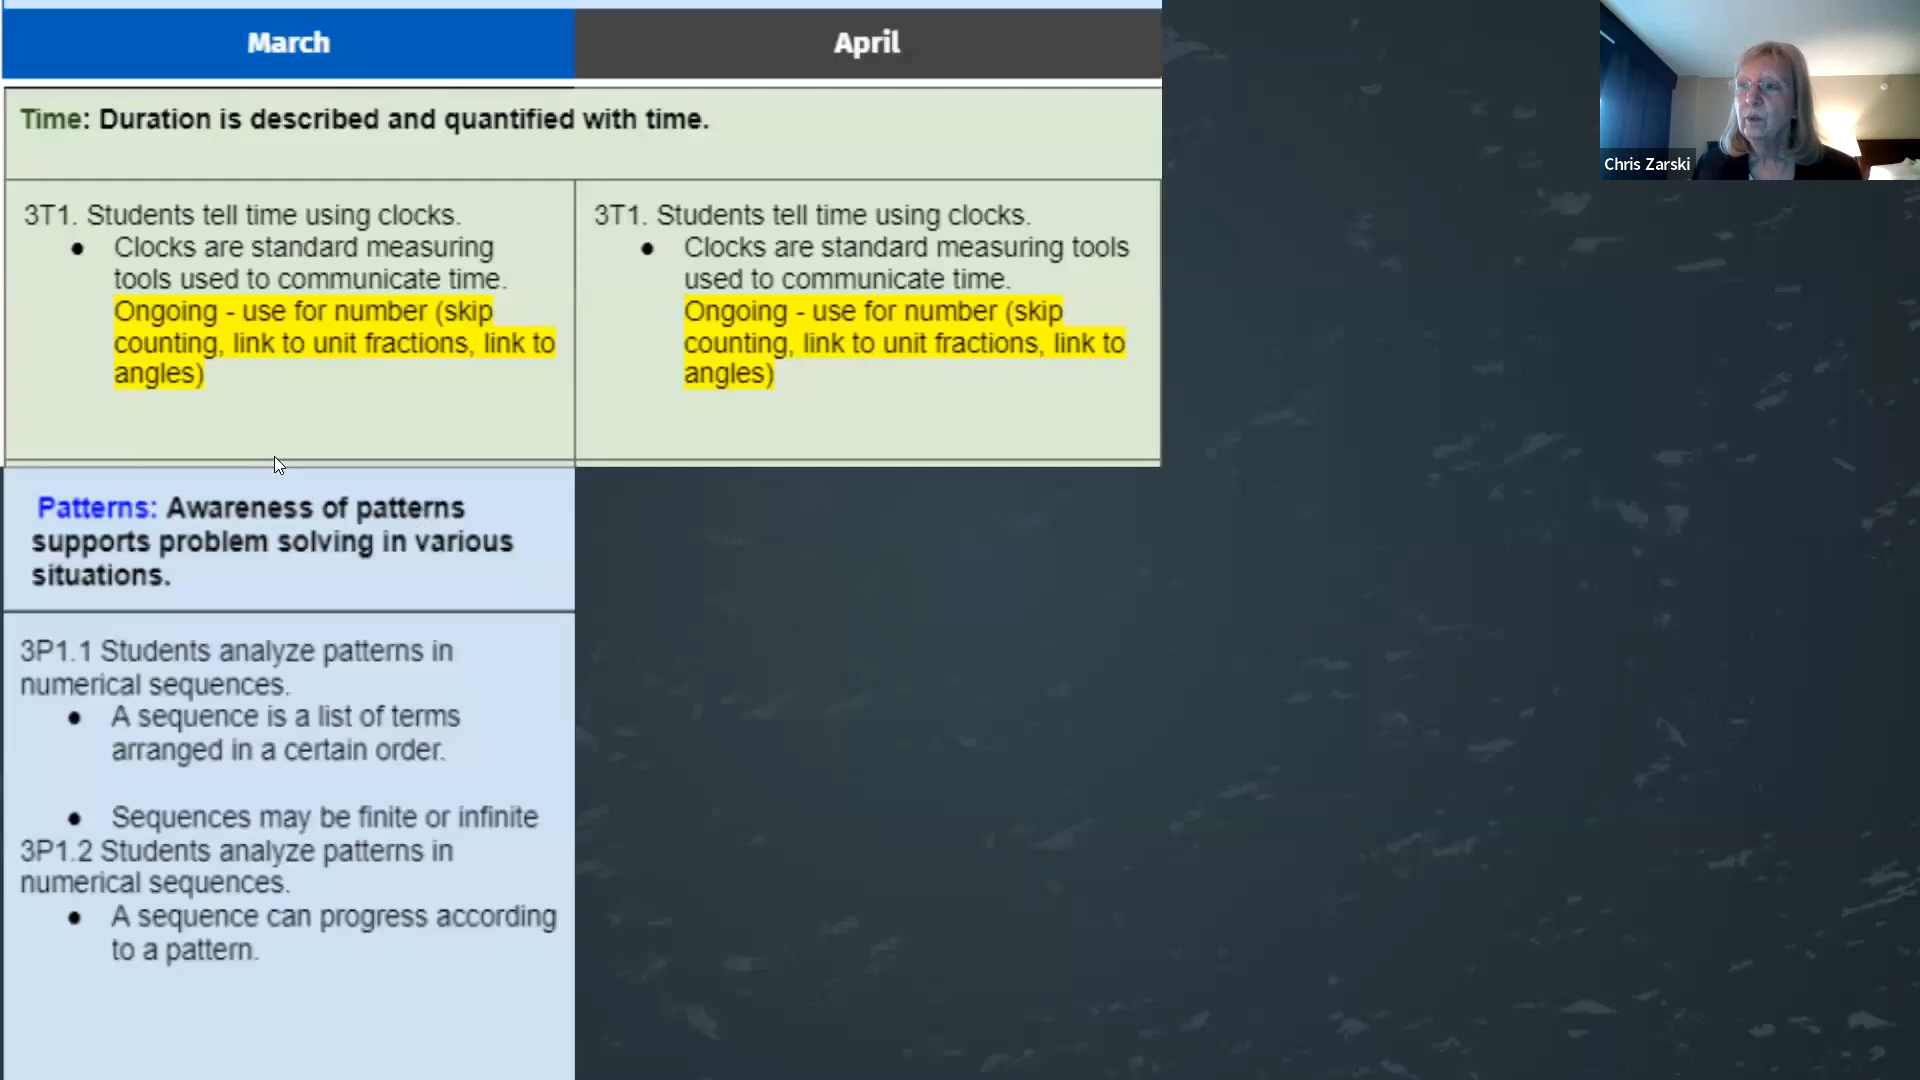 March
April
Time: Duration is described and quantified with time.
3T1. Students tell time using clocks.
● Clocks are standard measuring
tools used to communicate time.
Ongoing - use for number (skip
counting, link to unit fractions, link to
angles)
3T1. Students tell time using clocks.
● Clocks are standard measuring tools
used to communicate time.
Ongoing - use for number (skip
counting, link to unit fractions, link to
angles)
Patterns: Awareness of patterns
supports problem solving in various
situations.
3P1.1 Students analyze patterns in
numerical sequences.
● A sequence is a list of terms
arranged in a certain order.
● Sequences may be finite or infinite
3P1.2 Students analyze patterns in
numerical sequences.
● A sequence can progress according
to a pattern.
Chris Zarski